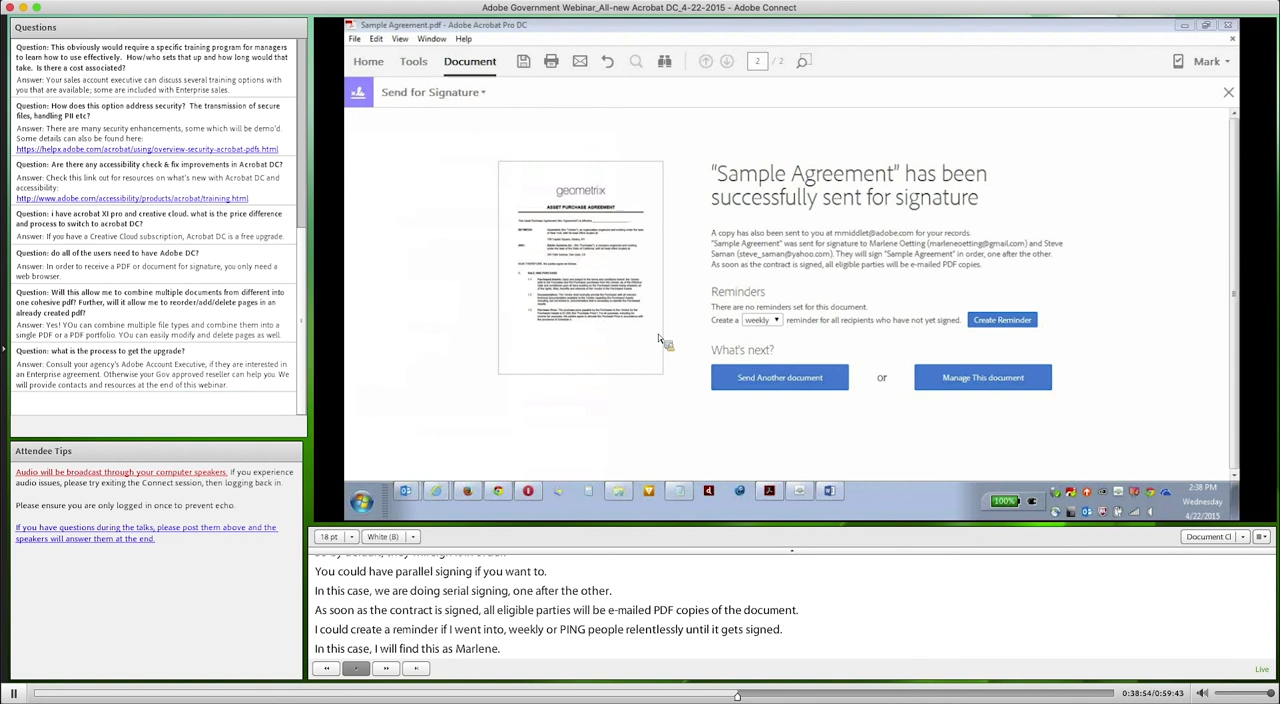 Adobe Government Webinar_All-new Acrobat DC_4-22-2015 - Adobe Connect
Questions
Question: This obviously would require a specific training program for managers
to learn how to use effectively. How/who sets that up and how long would that
take. Is there a cost associated?
Answer: Your sales account executive can discuss several training options with
you that are available; some are included with Enterprise sales.
Question: How does this option address security? The transmission of secure
files, handling PII etc?
Answer: There are many security enhancements, some which will be demo'd.
Some details can also be found here:
https://helpx.adobe.com/acrobat/using/overview-security-acrobat-pdfs.html
Question: Are there any accessibility check & fix improvements in Acrobat DC?
Answer: Check this link out for resources on what's new with Acrobat DC and
accessibility:
http://www.adobe.com/accessibility/products/acrobat/training.html
Question: i have acrobat XI pro and creative cloud. what is the price difference
and process to switch to acrobat DC?
Answer: If you have a Creative Cloud subscription, Acrobat DC is a free upgrade.
Question: do all of the users need to have Adobe DC?
Answer: In order to receive a PDF or document for signature, you only need a
web browser.
Question: Will this allow me to combine multiple documents from different into
one cohesive pdf? Further, will it allow me to reorder/add/delete pages in an
already created pdf?
Answer: Yes! YOu can combine multiple file types and combine them into a
single PDF or a PDF portfolio. YOu can easily modify and delete pages as well.
Question: what is the process to get the upgrade?
Answer: Consult your agency's Adobe Account Executive, if they are interested in
an Enterprise agreement. Otherwise your Gov approved reseller can help you. We
will provide contacts and resources at the end of this webinar.
Attendee Tips
Audio will be broadcast through your computer speakers. If you experience
audio issues, please try exiting the Connect session, then logging back in.
Please ensure you are only logged in once to prevent echo.
If you have questions during the talks, please post them above and the
speakers will answer them at the end.
Sample Agreement.pdf - Adobe Acrobat Pro DC
File Edit View Window Help
Home Tools Document 2 / 2 Mark
Send for Signature
geometrix
ASSET PURCHASE AGREEMENT
"Sample Agreement" has been
successfully sent for signature
A copy has also been sent to you at mmiddlet@adobe.com for your records.
"Sample Agreement" was sent for signature to Marlene Oetting (marleneoetting@gmail.com) and Steve
Saman (steve_saman@yahoo.com). They will sign "Sample Agreement" in order, one after the other.
As soon as the contract is signed, all eligible parties will be e-mailed PDF copies.
Reminders
There are no reminders set for this document.
Create a weekly reminder for all recipients who have not yet signed. Create Reminder
What's next?
Send Another document or Manage This document
100%
2:38 PM
Wednesday
4/22/2015
18 pt White (B) Document Cl
You could have parallel signing if you want to.
In this case, we are doing serial signing, one after the other.
As soon as the contract is signed, all eligible parties will be e-mailed PDF copies of the document.
I could create a reminder if I went into, weekly or PING people relentlessly until it gets signed.
In this case, I will find this as Marlene.
Live
0:38:54/0:59:43